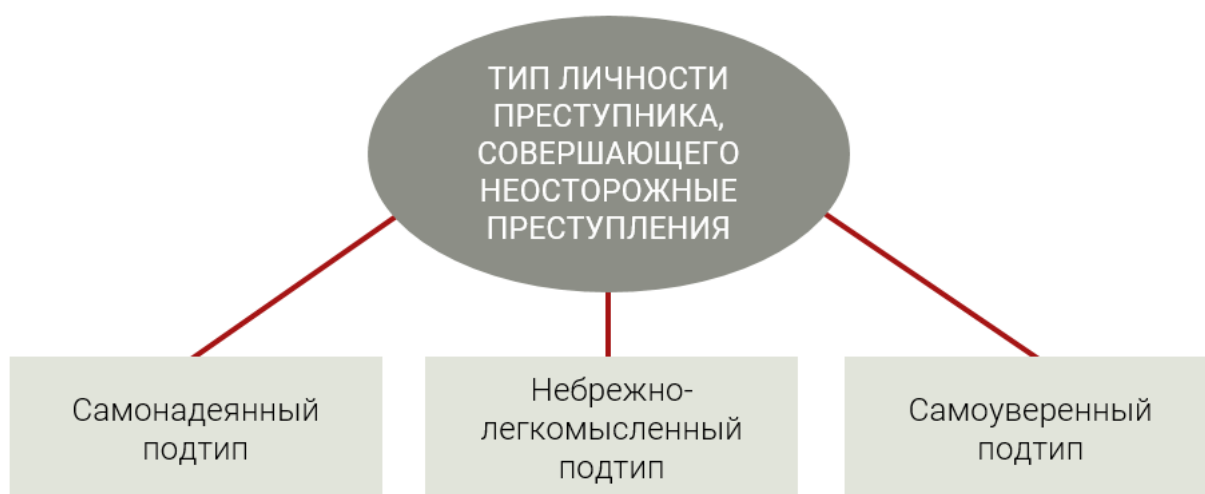 ТИП ЛИЧНОСТИ
ПРЕСТУПНИКА,
СОВЕРШАЮЩЕГО
НЕОСТОРОЖНЫЕ
ПРЕСТУПЛЕНИЯ
Самонадеянный
подтип
Небрежно-
легкомысленный
подтип
Самоуверенный
подтип